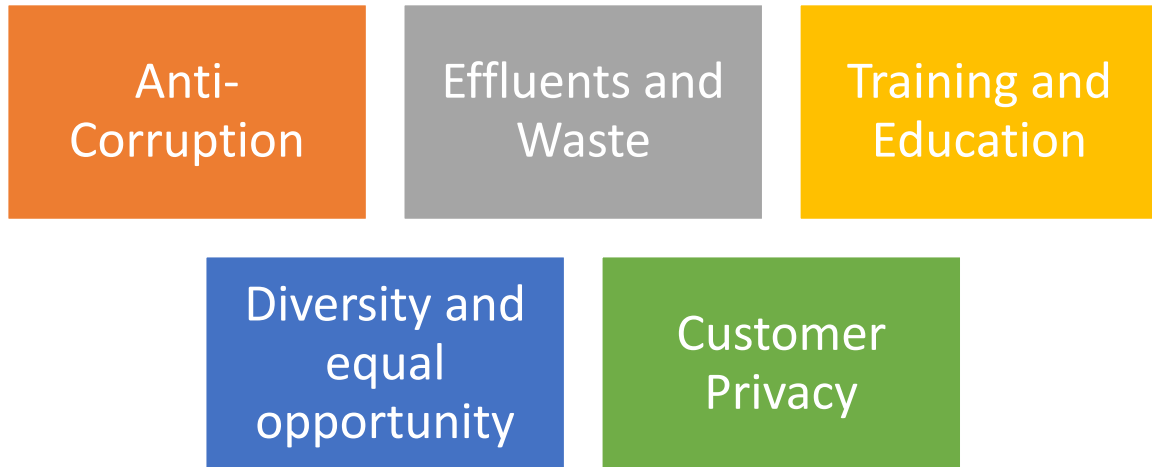 Anti-
Corruption
Effluents and
Waste
Training and
Education
Diversity and
equal
opportunity
Customer
Privacy